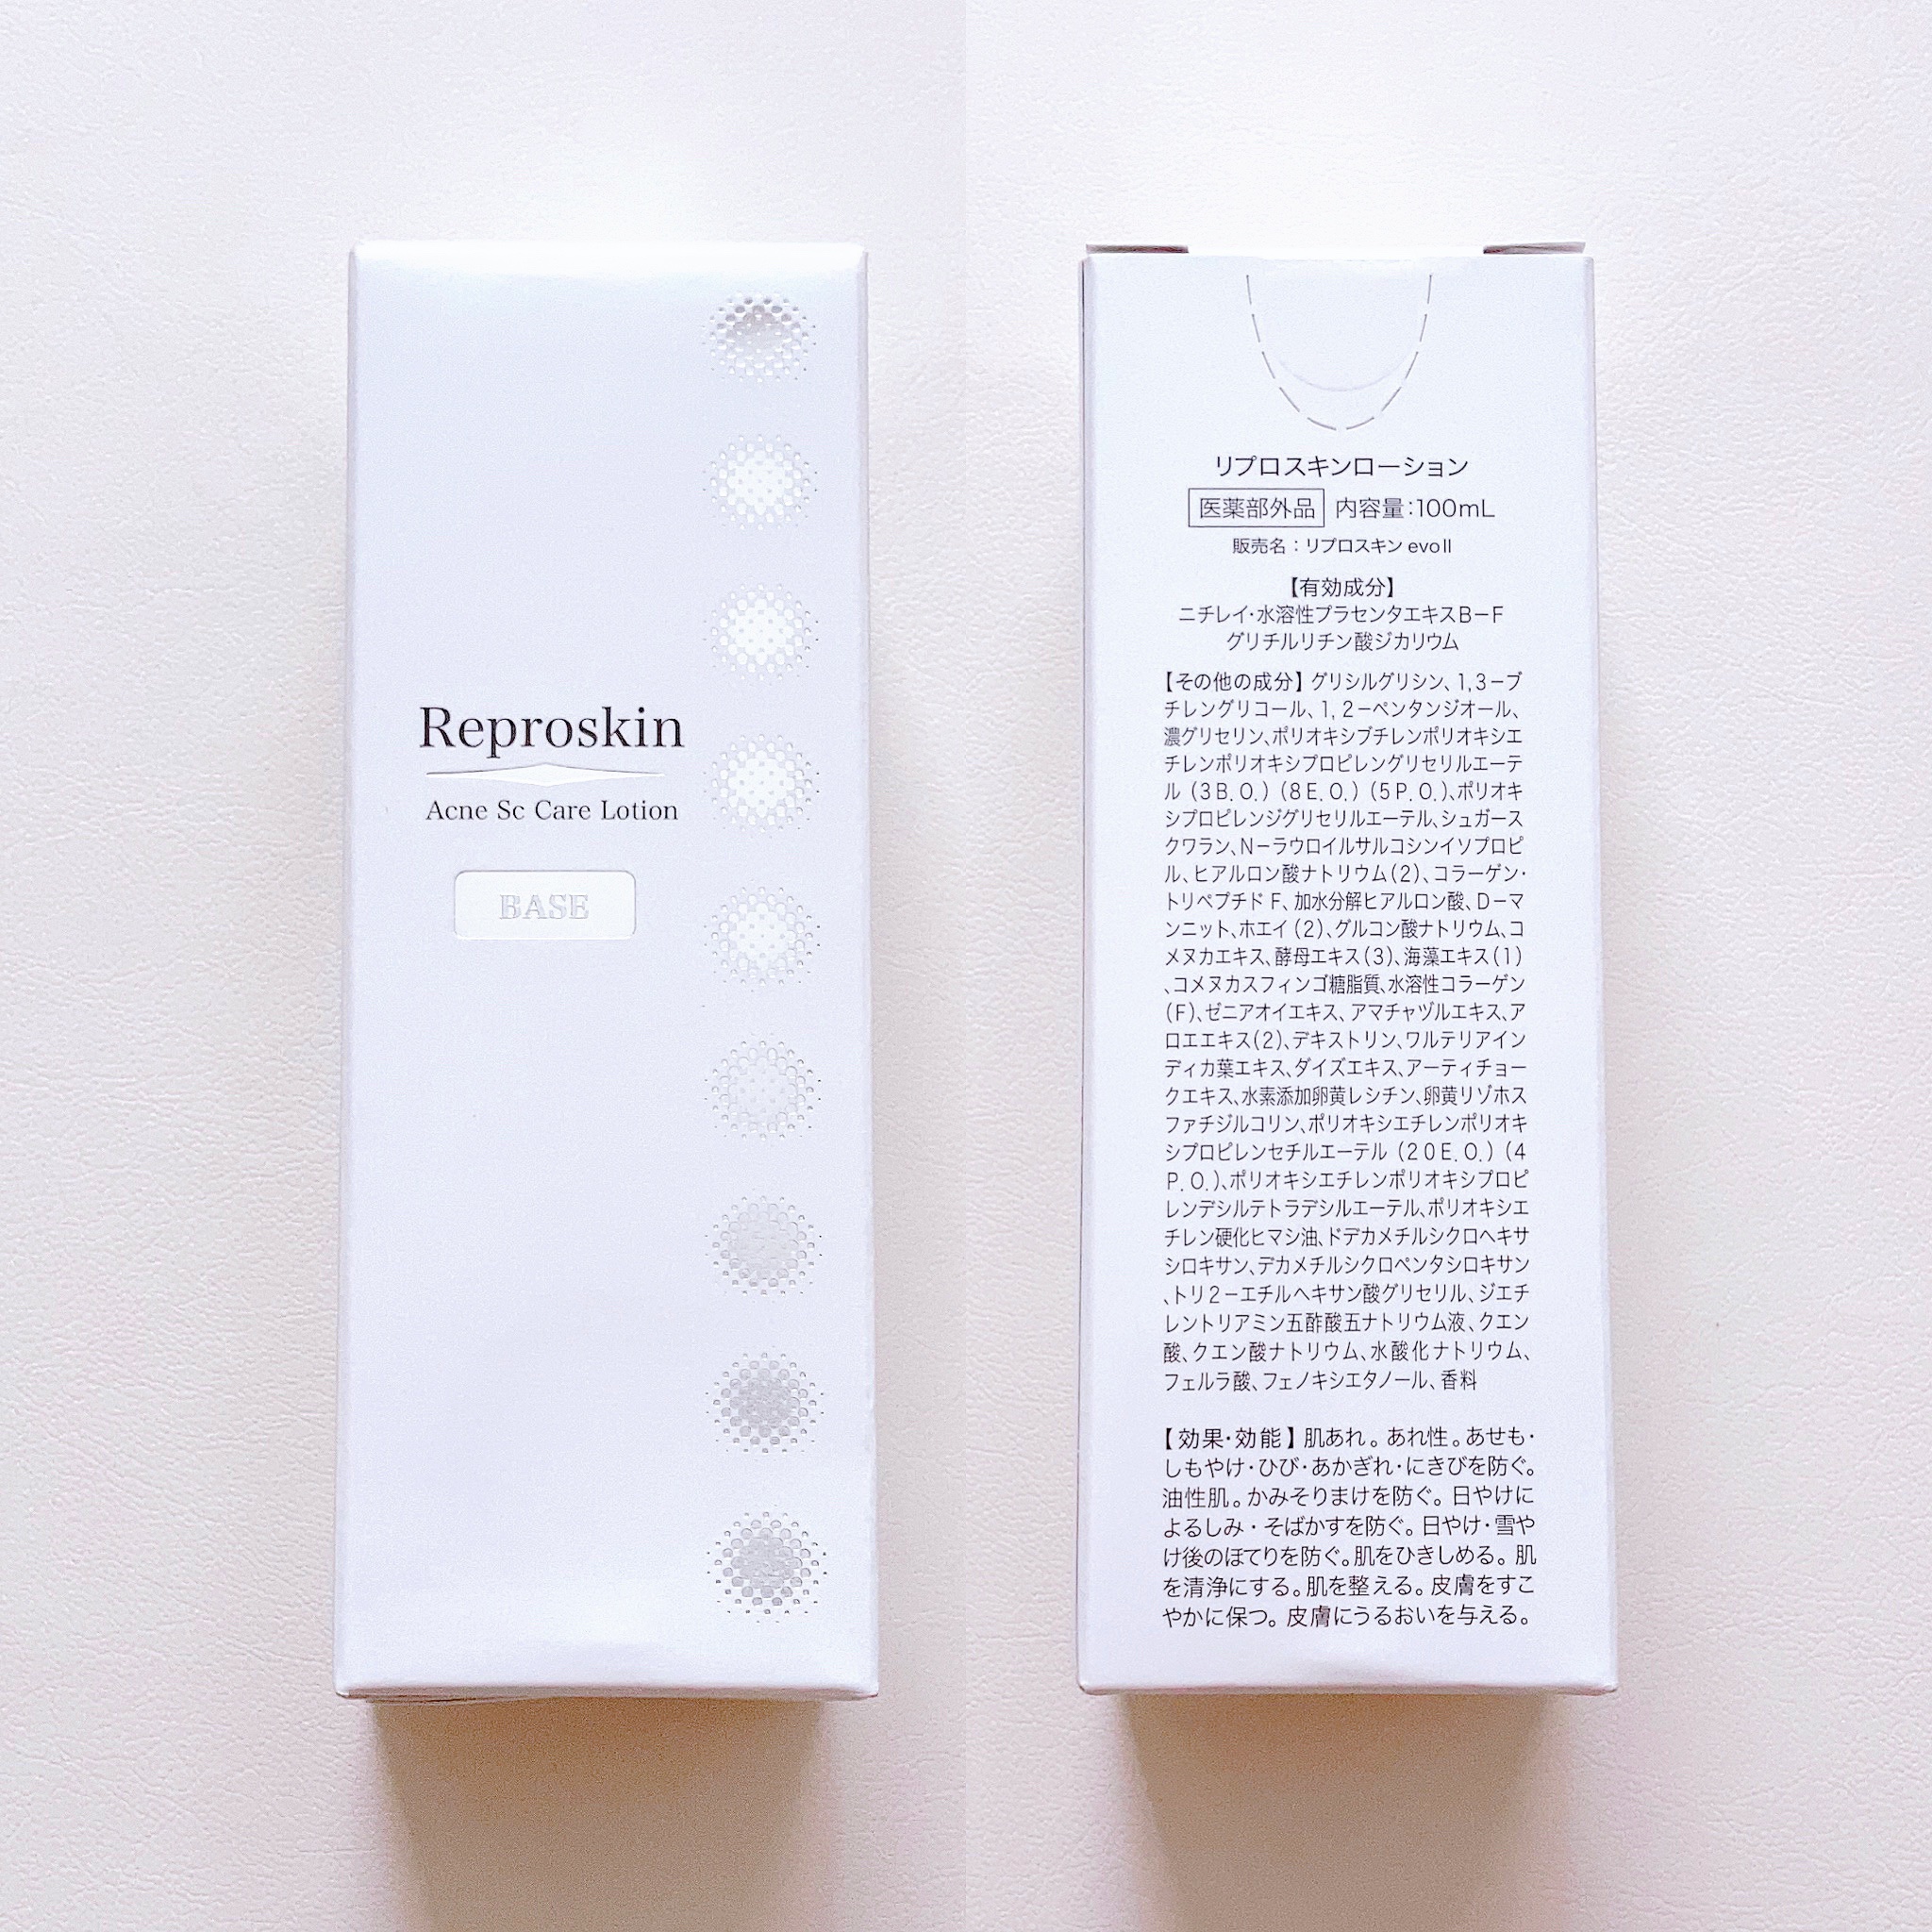 Reproskin
Acne Sc Care Lotion
BASE
リプロスキンローション
医薬部外品 内容量:100mL
販売名:リプロスキン evoⅡ
【有効成分】
ニチレイ・水溶性プラセンタエキスB-F
グリチルリチン酸ジカリウム
【その他の成分】グリシルグリシン、1,3-ブ
チレングリコール、1,2-ペンタンジオール、
濃グリセリン、ポリオキシブチレンポリオキシエ
チレンポリオキシプロピレングリセリルエーテ
ル(3B.O.)(8E.O.)(5P.O.)、ポリオキ
シプロピレンジグリセリルエーテル、シュガース
クワラン、N-ラウロイルサルコシンイソプロピ
ル、ヒアルロン酸ナトリウム(2)、コラーゲン・
トリペプチド F、加水分解ヒアルロン酸、D-マ
ンニット、ホエイ(2)、グルコン酸ナトリウム、コ
メヌカエキス、酵母エキス(3)、海藻エキス(1)
、コメヌカスフィンゴ糖脂質、水溶性コラーゲン
(F)、ゼニアオイエキス、アマチャヅルエキス、ア
ロエエキス(2)、デキストリン、ワルテリアイン
ディカ葉エキス、ダイズエキス、アーティチョー
クエキス、水素添加卵黄レシチン、卵黄リゾホス
ファチジルコリン、ポリオキシエチレンポリオキ
シプロピレンセチルエーテル(20E.O.)(4
P.O.)、ポリオキシエチレンポリオキシプロピ
レンデシルテトラデシルエーテル、ポリオキシエ
チレン硬化ヒマシ油、ドデカメチルシクロヘキサ
シロキサン、デカメチルシクロペンタシロキサン
、トリ2-エチルヘキサン酸グリセリル、ジエチ
レントリアミン五酢酸五ナトリウム液、クエン
酸、クエン酸ナトリウム、水酸化ナトリウム、
フェルラ酸、フェノキシエタノール、香料
【効果・効能】肌あれ。あれ性。あせも・
しもやけ・ひび・あかぎれ・にきびを防ぐ。
油性肌。かみそりまけを防ぐ。日やけに
よるしみ・そばかすを防ぐ。日やけ・雪や
け後のほてりを防ぐ。肌をひきしめる。肌
を清浄にする。肌を整える。皮膚をすこ
やかに保つ。皮膚にうるおいを与える。